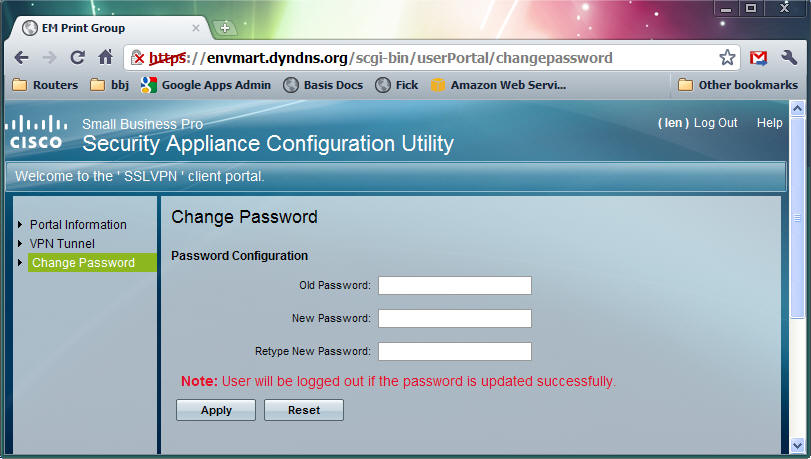 EM Print Group
https://envmart.dyndns.org/scgi-bin/userPortal/changepassword
Routers bbj Google Apps Admin Basis Docs Fick Amazon Web Servi... Other bookmarks
CISCO
Small Business Pro
Security Appliance Configuration Utility
( len ) Log Out Help
Welcome to the ' SSLVPN ' client portal.
Portal Information
VPN Tunnel
Change Password
Change Password
Password Configuration
Old Password:
New Password:
Retype New Password:
Note: User will be logged out if the password is updated successfully.
Apply Reset